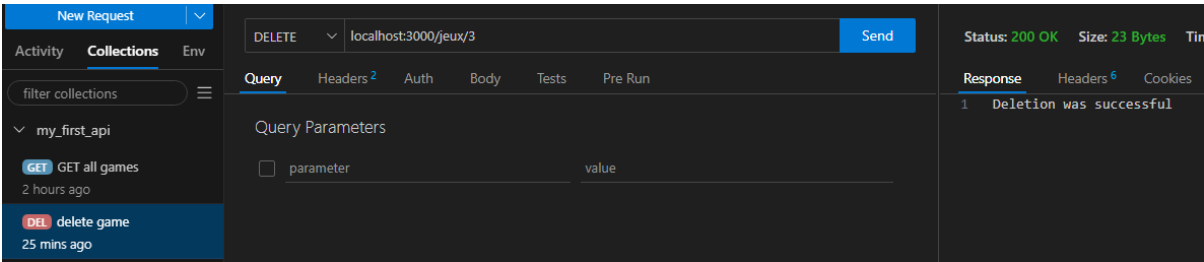 New Request
Activity Collections Env
filter collections
my_first_api
GET GET all games
2 hours ago
DEL delete game
25 mins ago
DELETE localhost:3000/jeux/3 Send
Query Headers 2 Auth Body Tests Pre Run
Query Parameters
parameter value
Status: 200 OK Size: 23 Bytes
Response Headers 6 Cookies
1 Deletion was successful